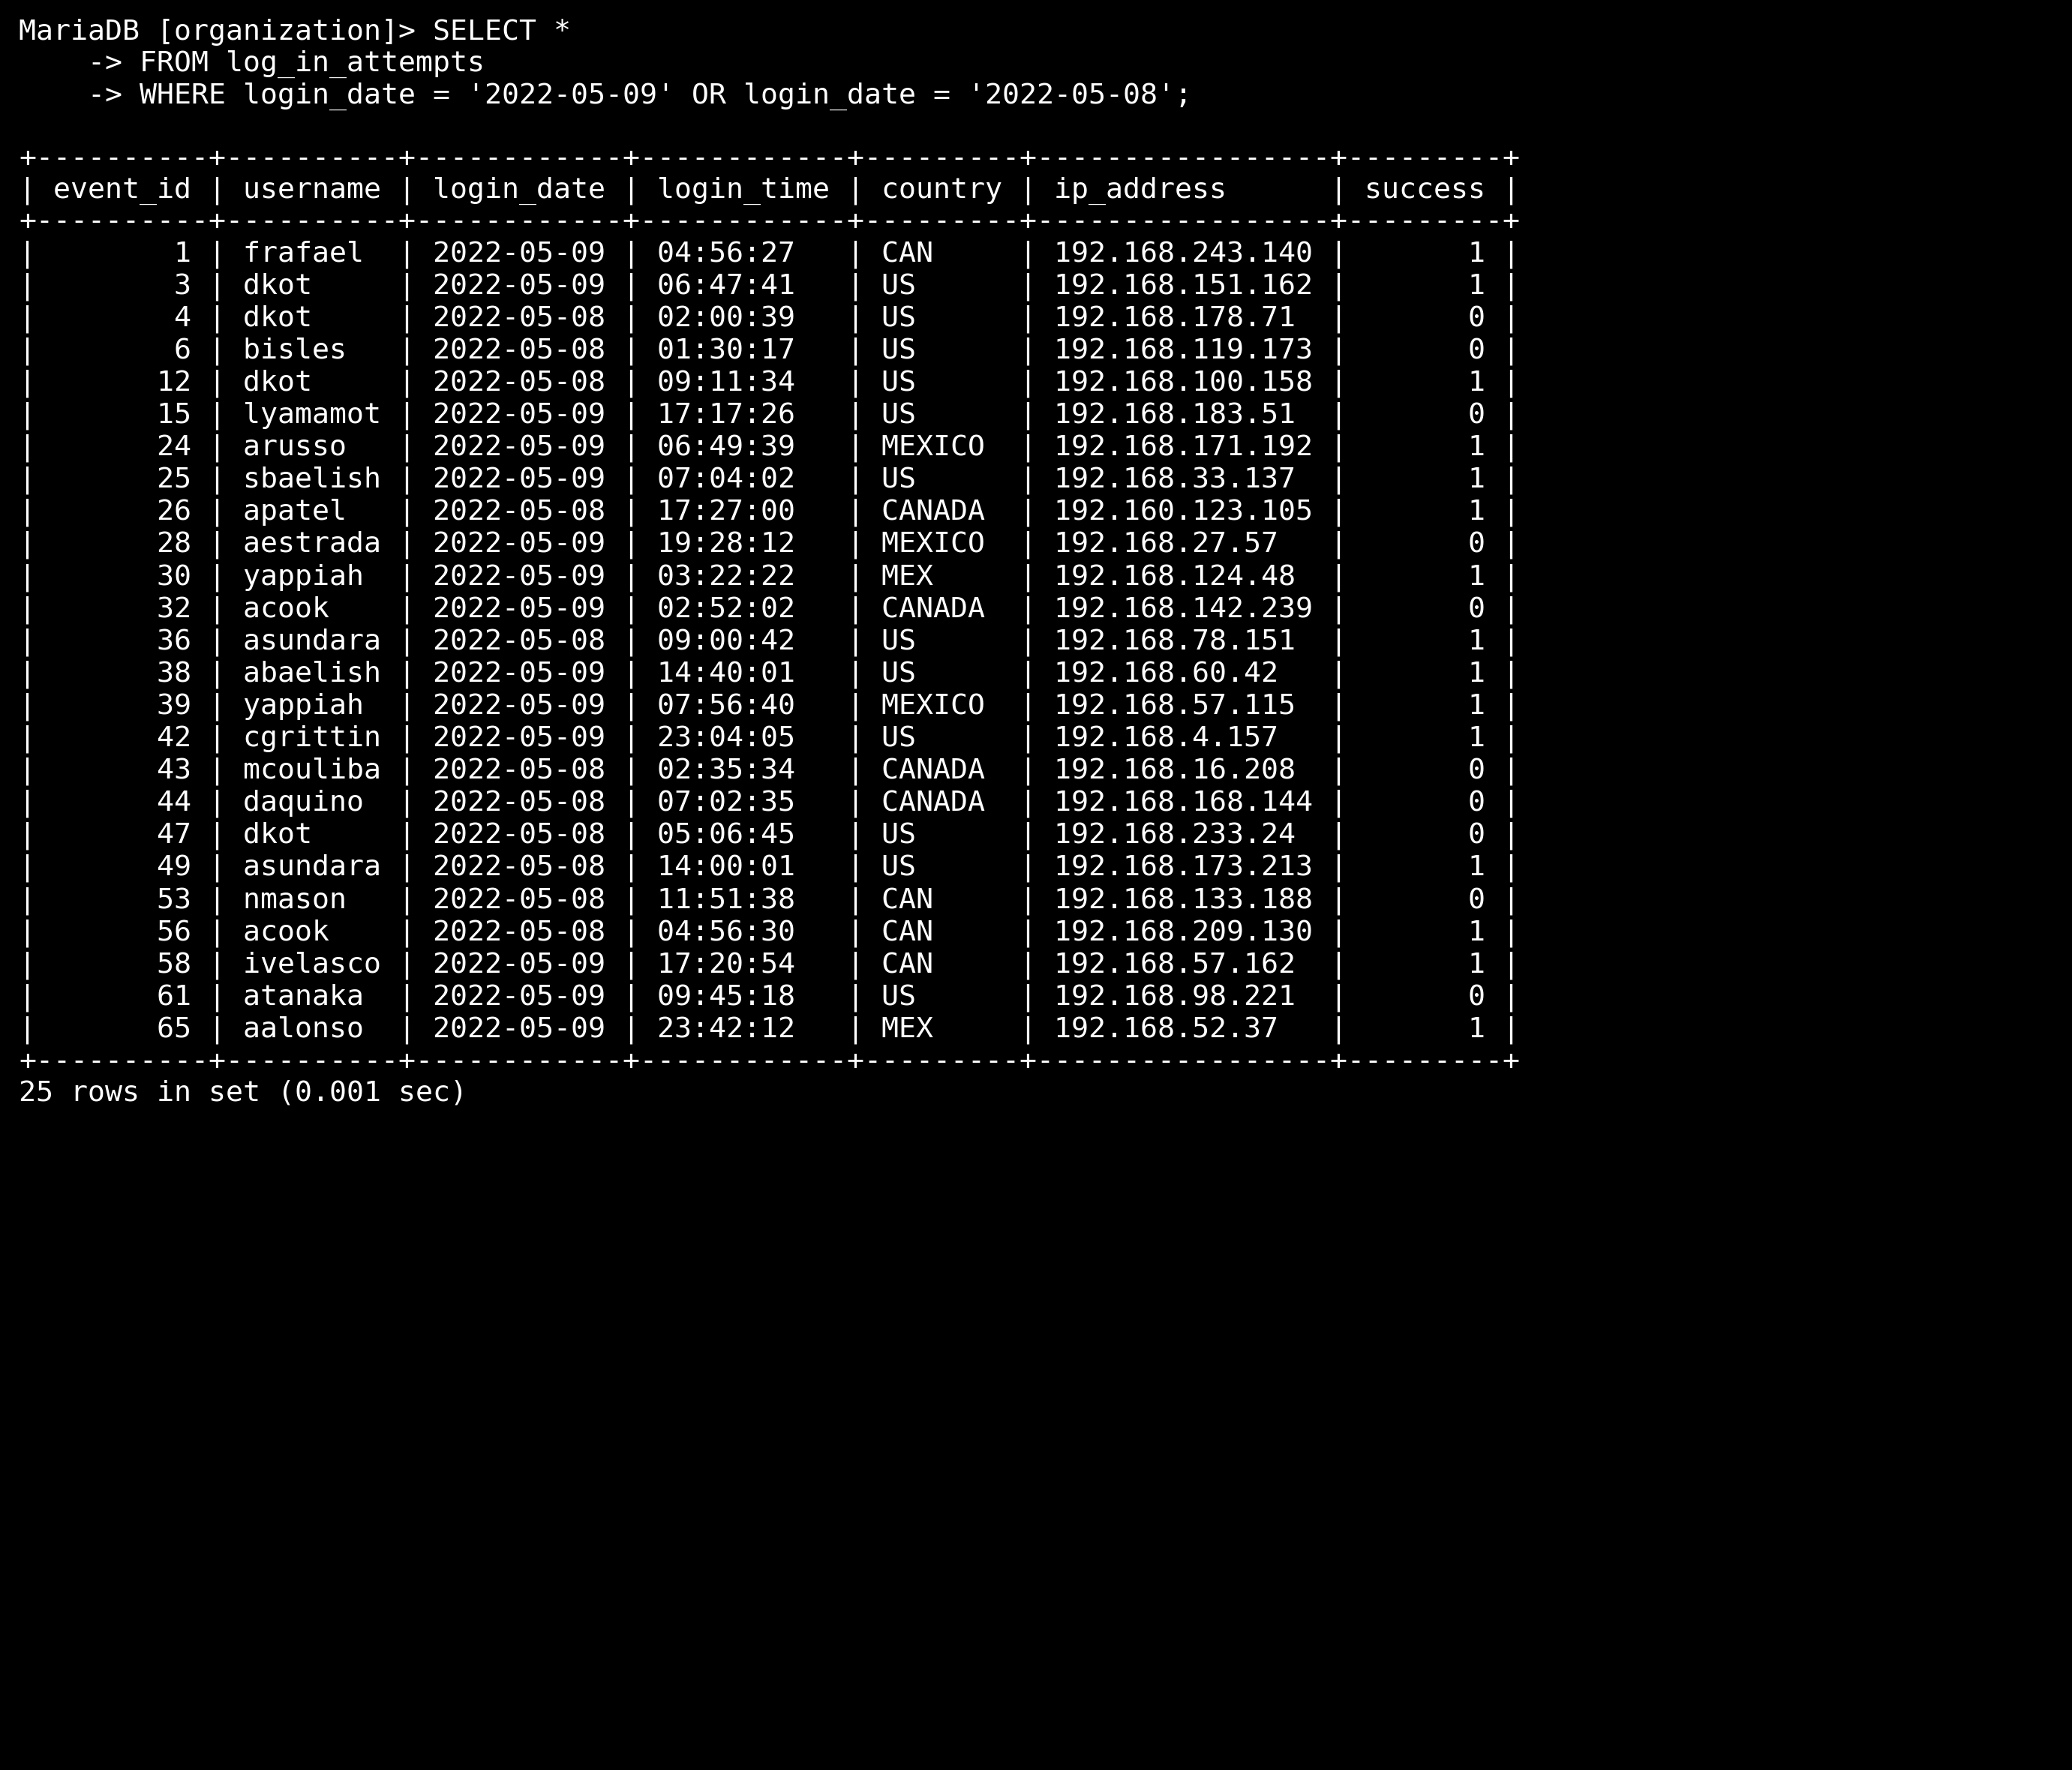 MariaDB [organization]> SELECT *
    -> FROM log_in_attempts
    -> WHERE login_date = '2022-05-09' OR login_date = '2022-05-08';

+----------+----------+------------+------------+---------+-----------------+---------+
| event_id | username | login_date | login_time | country | ip_address      | success |
+----------+----------+------------+------------+---------+-----------------+---------+
|        1 | frafael  | 2022-05-09 | 04:56:27   | CAN     | 192.168.243.140 |       1 |
|        3 | dkot     | 2022-05-09 | 06:47:41   | US      | 192.168.151.162 |       1 |
|        4 | dkot     | 2022-05-08 | 02:00:39   | US      | 192.168.178.71  |       0 |
|        6 | bisles   | 2022-05-08 | 01:30:17   | US      | 192.168.119.173 |       0 |
|       12 | dkot     | 2022-05-08 | 09:11:34   | US      | 192.168.100.158 |       1 |
|       15 | lyamamot | 2022-05-09 | 17:17:26   | US      | 192.168.183.51  |       0 |
|       24 | arusso   | 2022-05-09 | 06:49:39   | MEXICO  | 192.168.171.192 |       1 |
|       25 | sbaelish | 2022-05-09 | 07:04:02   | US      | 192.168.33.137  |       1 |
|       26 | apatel   | 2022-05-08 | 17:27:00   | CANADA  | 192.160.123.105 |       1 |
|       28 | aestrada | 2022-05-09 | 19:28:12   | MEXICO  | 192.168.27.57   |       0 |
|       30 | yappiah  | 2022-05-09 | 03:22:22   | MEX     | 192.168.124.48  |       1 |
|       32 | acook    | 2022-05-09 | 02:52:02   | CANADA  | 192.168.142.239 |       0 |
|       36 | asundara | 2022-05-08 | 09:00:42   | US      | 192.168.78.151  |       1 |
|       38 | abaelish | 2022-05-09 | 14:40:01   | US      | 192.168.60.42   |       1 |
|       39 | yappiah  | 2022-05-09 | 07:56:40   | MEXICO  | 192.168.57.115  |       1 |
|       42 | cgrittin | 2022-05-09 | 23:04:05   | US      | 192.168.4.157   |       1 |
|       43 | mcouliba | 2022-05-08 | 02:35:34   | CANADA  | 192.168.16.208  |       0 |
|       44 | daquino  | 2022-05-08 | 07:02:35   | CANADA  | 192.168.168.144 |       0 |
|       47 | dkot     | 2022-05-08 | 05:06:45   | US      | 192.168.233.24  |       0 |
|       49 | asundara | 2022-05-08 | 14:00:01   | US      | 192.168.173.213 |       1 |
|       53 | nmason   | 2022-05-08 | 11:51:38   | CAN     | 192.168.133.188 |       0 |
|       56 | acook    | 2022-05-08 | 04:56:30   | CAN     | 192.168.209.130 |       1 |
|       58 | ivelasco | 2022-05-09 | 17:20:54   | CAN     | 192.168.57.162  |       1 |
|       61 | atanaka  | 2022-05-09 | 09:45:18   | US      | 192.168.98.221  |       0 |
|       65 | aalonso  | 2022-05-09 | 23:42:12   | MEX     | 192.168.52.37   |       1 |
+----------+----------+------------+------------+---------+-----------------+---------+
25 rows in set (0.001 sec)